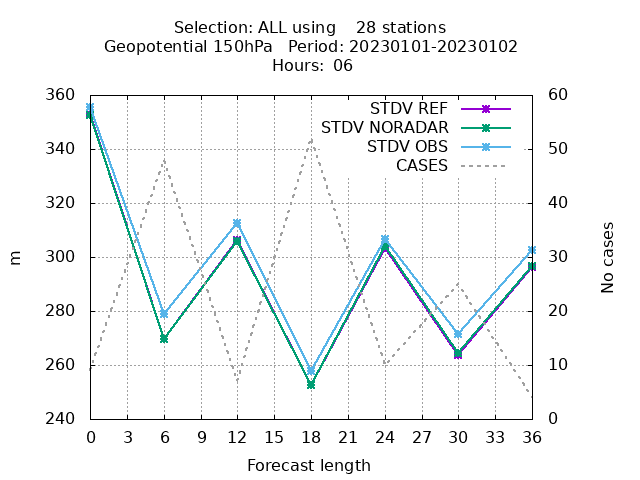 Selection: ALL using    28 stations
Geopotential 150hPa   Period: 20230101-20230102
Hours:  06
360
340
320
300
280
260
240
m
60
50
40
30
20
10
0
No cases
STDV REF
STDV NORADAR
STDV OBS
CASES
0 3 6 9 12 15 18 21 24 27 30 33 36
Forecast length